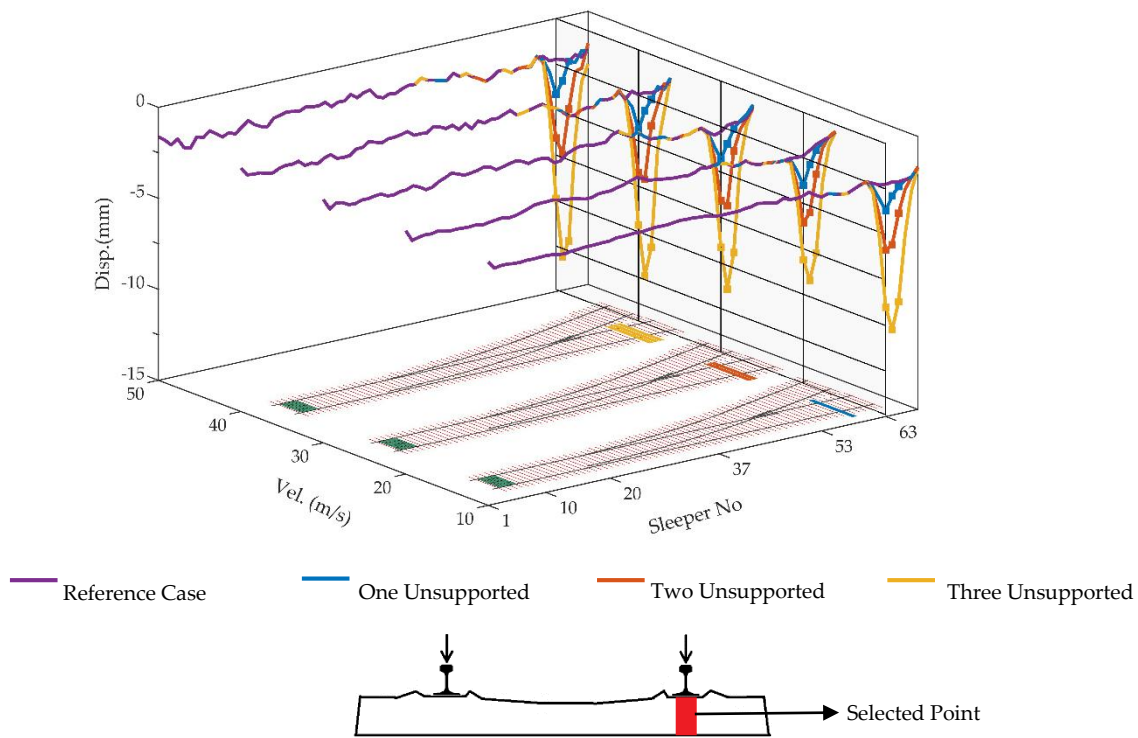 0
-5
-10
-15
Disp.(mm)
50
40
30
20
10
Vel. (m/s)
1
10
20
37
53
63
Sleeper No
Reference Case
One Unsupported
Two Unsupported
Three Unsupported
Selected Point